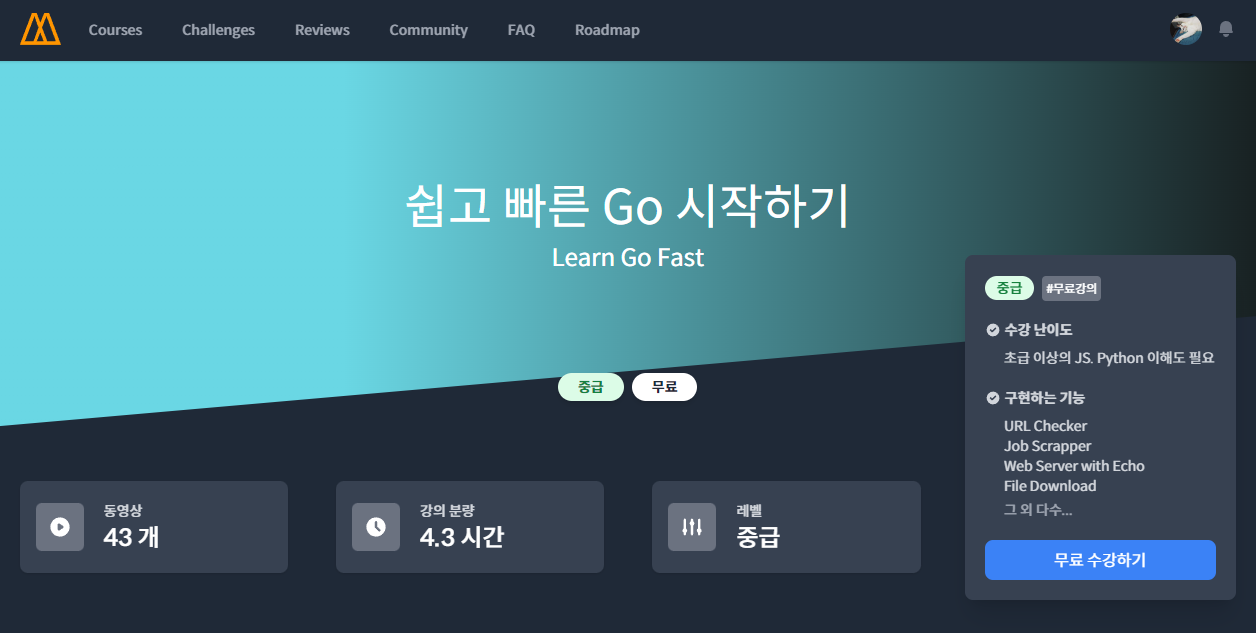 Courses Challenges Reviews Community FAQ Roadmap
쉽고 빠른 Go 시작하기
Learn Go Fast
중급 무료
동영상
43 개
강의 분량
4.3 시간
레벨
중급
중급 #무료강의
수강 난이도
초급 이상의 JS. Python 이해도 필요
구현하는 기능
URL Checker
Job Scrapper
Web Server with Echo
File Download
그 외 다수...
무료 수강하기